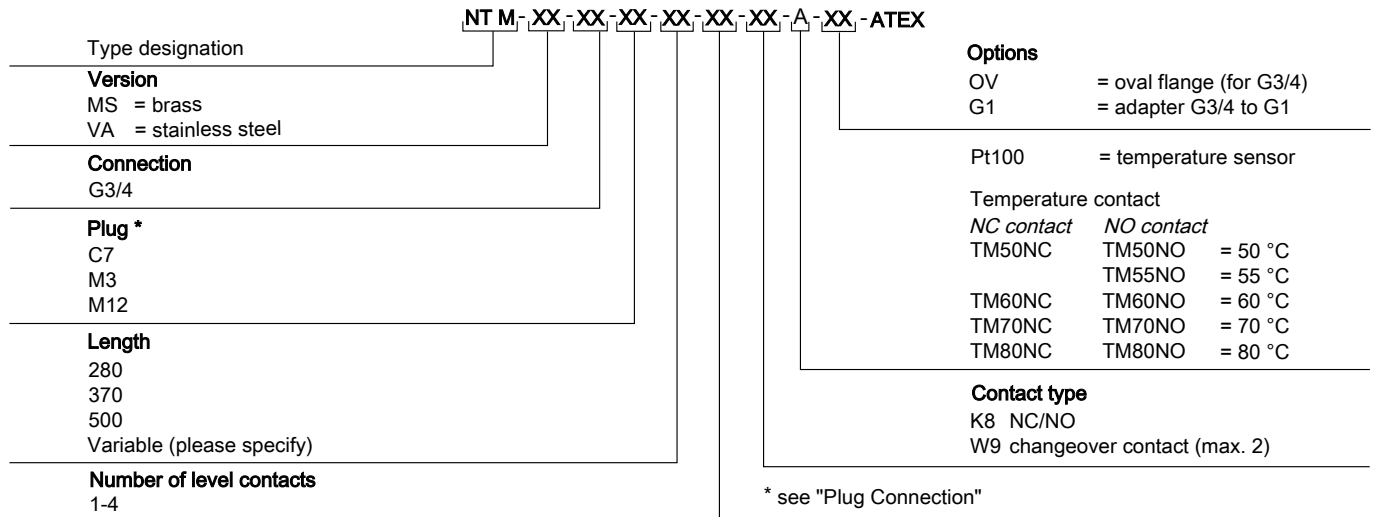 NT M - XX - XX - XX - XX - XX - XX - A - XX - ATEX
Type designation
Version
MS = brass
VA = stainless steel
Connection
G3/4
Plug *
C7
M3
M12
Length
280
370
500
Variable (please specify)
Number of level contacts
1-4
Options
OV = oval flange (for G3/4)
G1 = adapter G3/4 to G1
Pt100 = temperature sensor
Temperature contact
NC contact NO contact
TM50NC TM50NO = 50 °C
TM55NO = 55 °C
TM60NC TM60NO = 60 °C
TM70NC TM70NO = 70 °C
TM80NC TM80NO = 80 °C
Contact type
K8 NC/NO
W9 changeover contact (max. 2)
* see "Plug Connection"